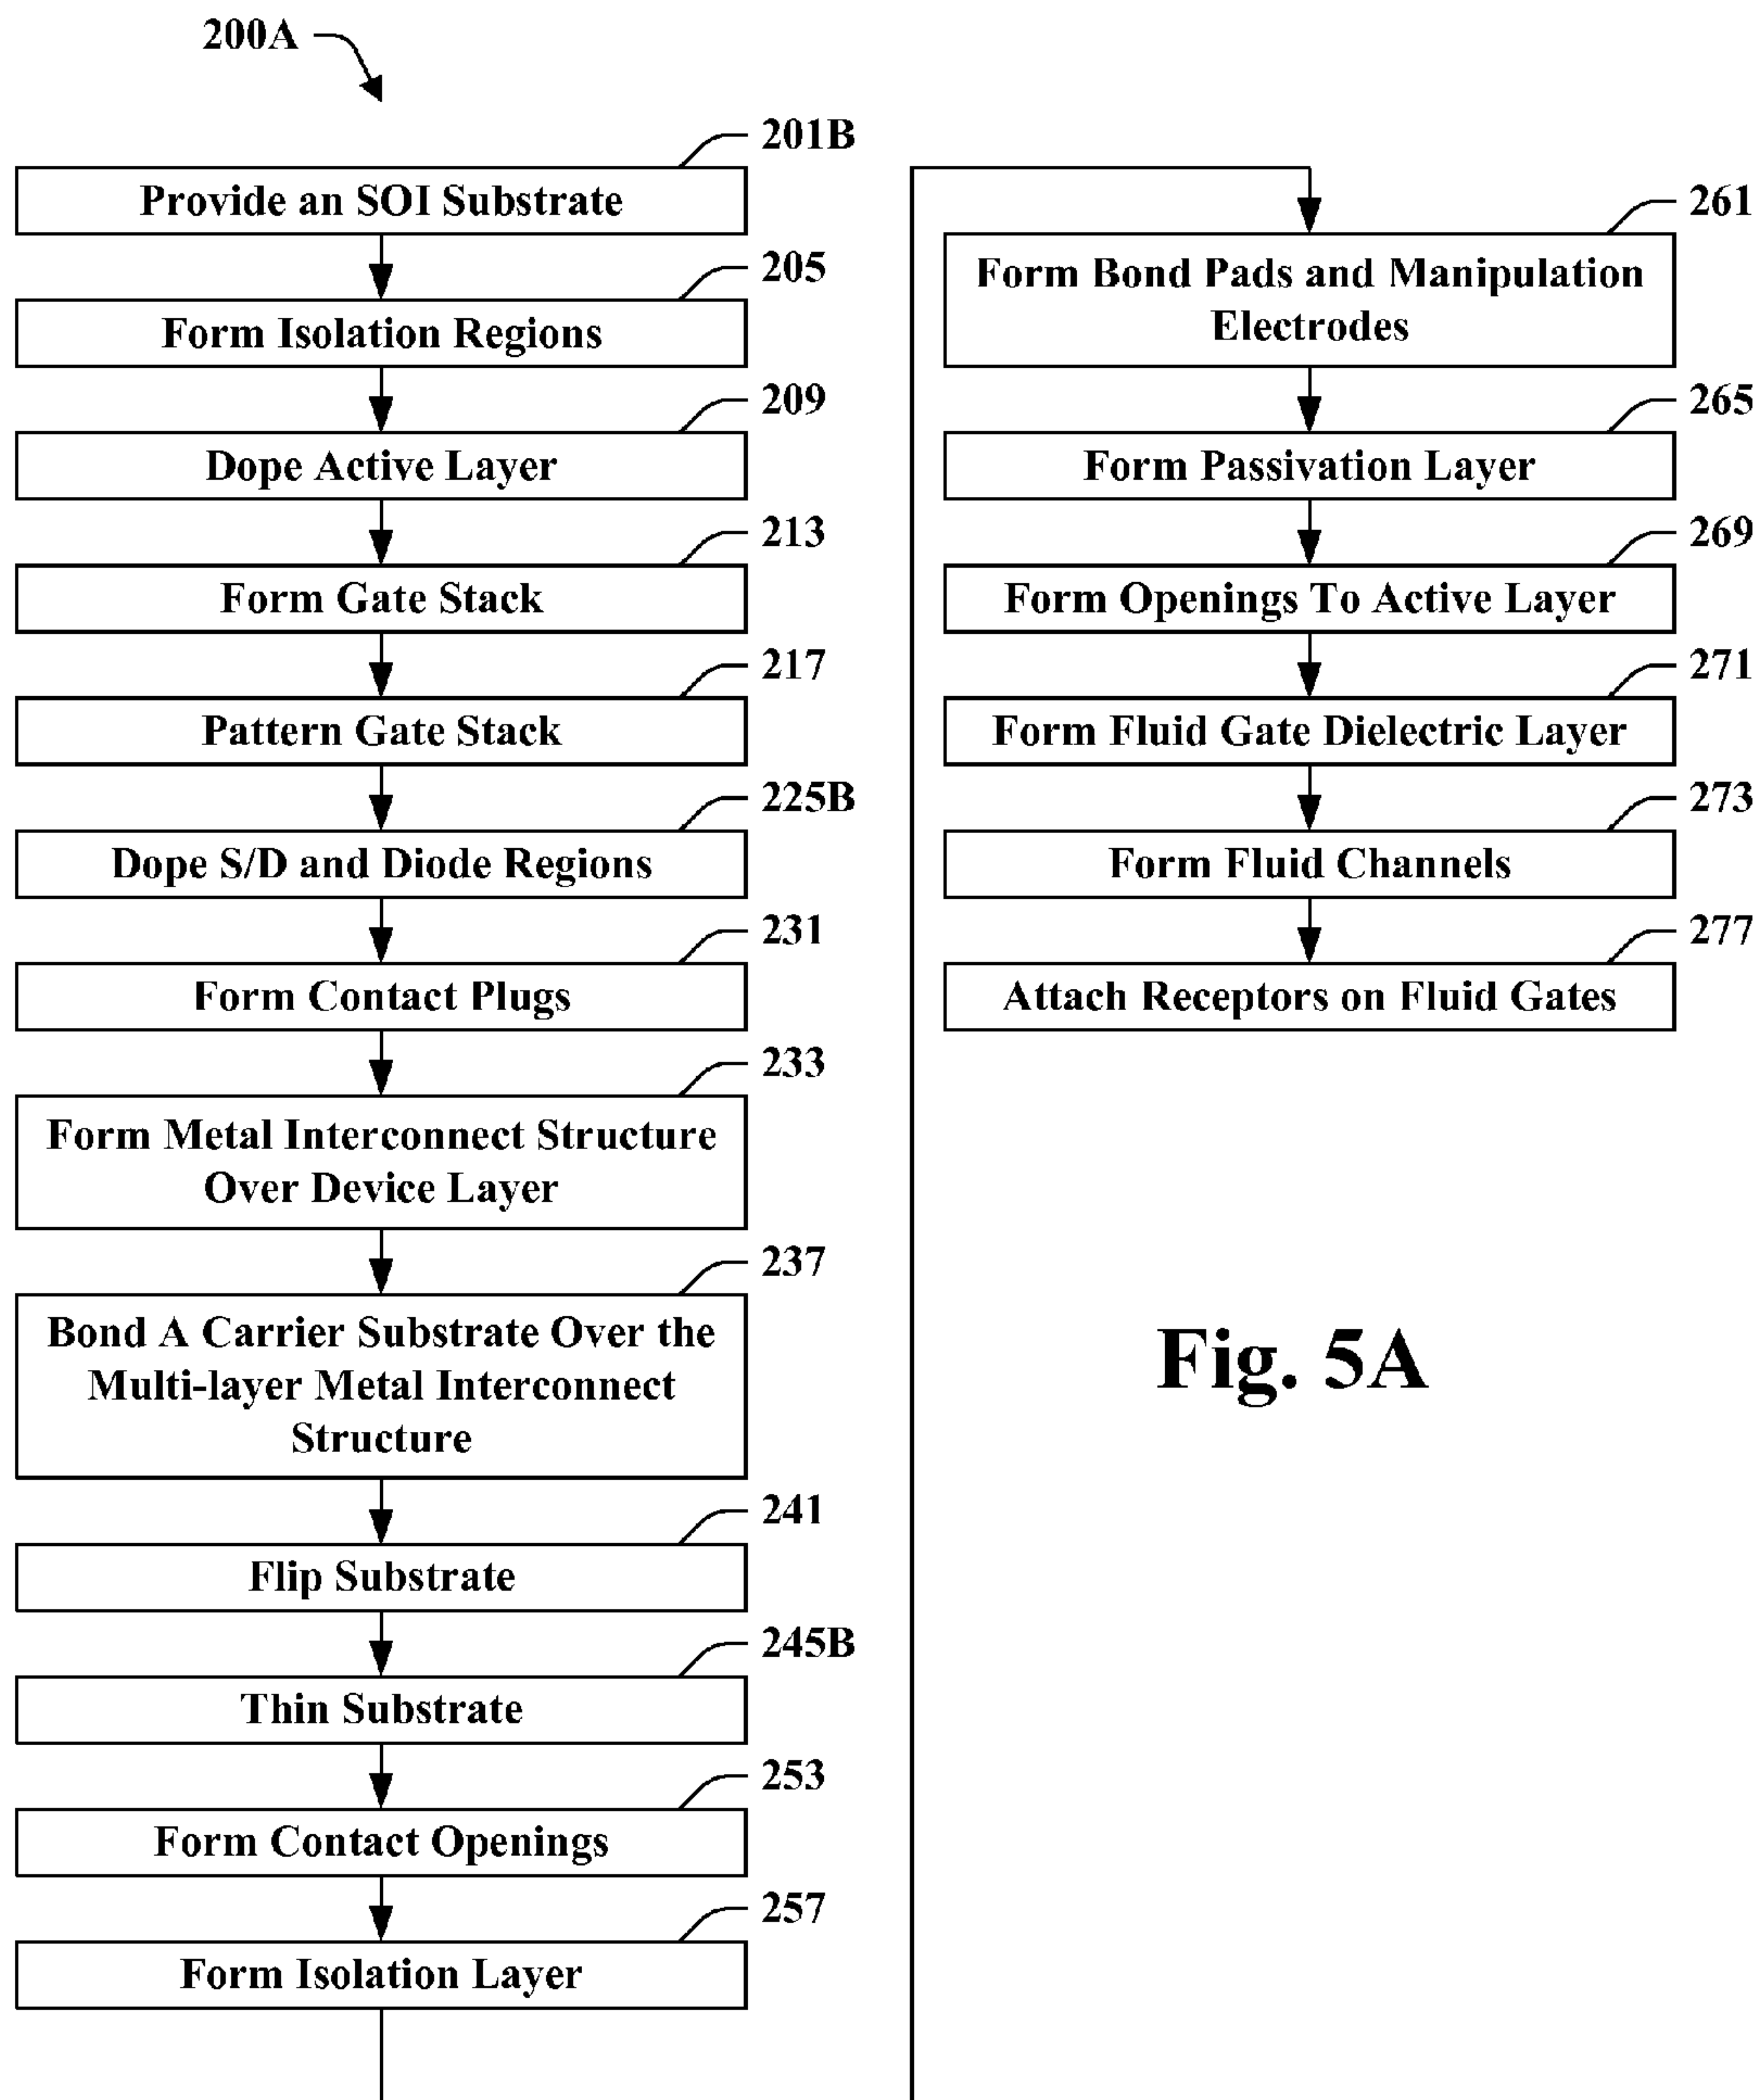 200A
201B
Provide an SOI Substrate
205
Form Isolation Regions
209
Dope Active Layer
213
Form Gate Stack
217
Pattern Gate Stack
225B
Dope S/D and Diode Regions
231
Form Contact Plugs
233
Form Metal Interconnect Structure
Over Device Layer
237
Bond A Carrier Substrate Over the
Multi-layer Metal Interconnect
Structure
241
Flip Substrate
245B
Thin Substrate
253
Form Contact Openings
257
Form Isolation Layer
261
Form Bond Pads and Manipulation
Electrodes
265
Form Passivation Layer
269
Form Openings To Active Layer
271
Form Fluid Gate Dielectric Layer
273
Form Fluid Channels
277
Attach Receptors on Fluid Gates
Fig. 5A